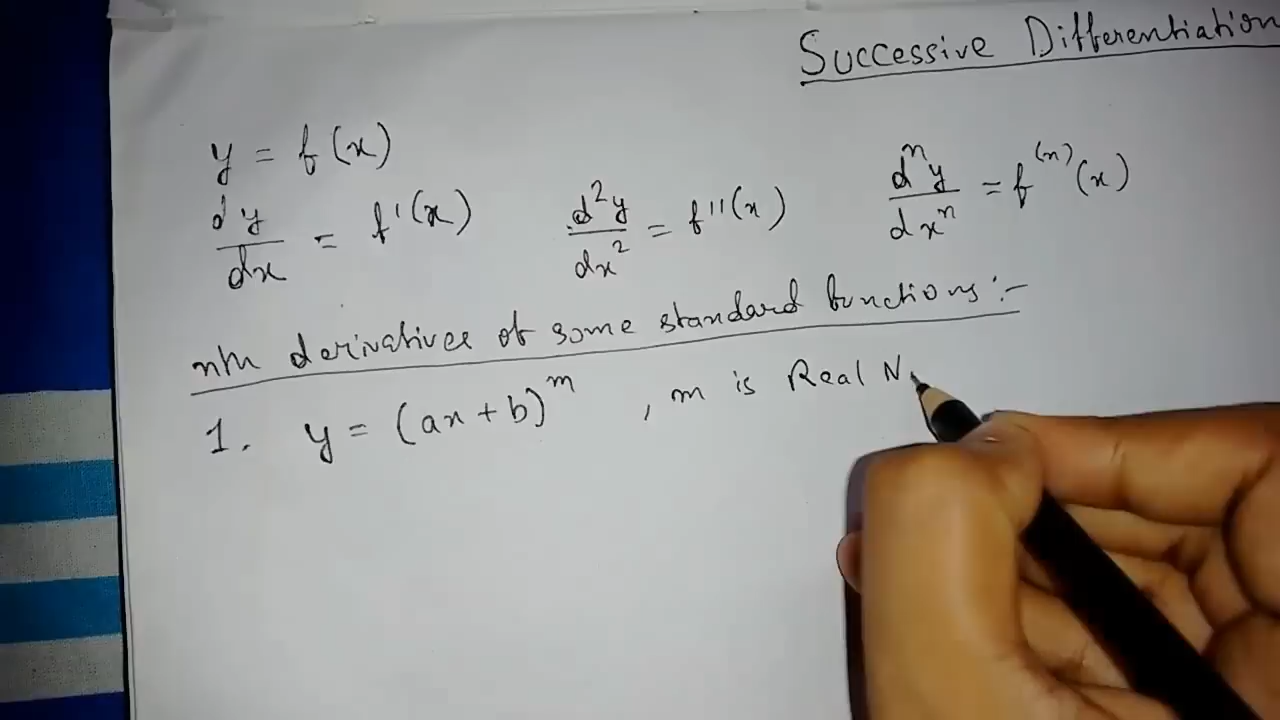 Successive Differentiation
y = f(x)
dy/dx = f'(x)
d²y/dx² = f''(x)
dⁿy/dxⁿ = f⁽ⁿ⁾(x)
nth derivatives of some standard functions :-
1. y = (ax + b)ᵐ , m is Real N